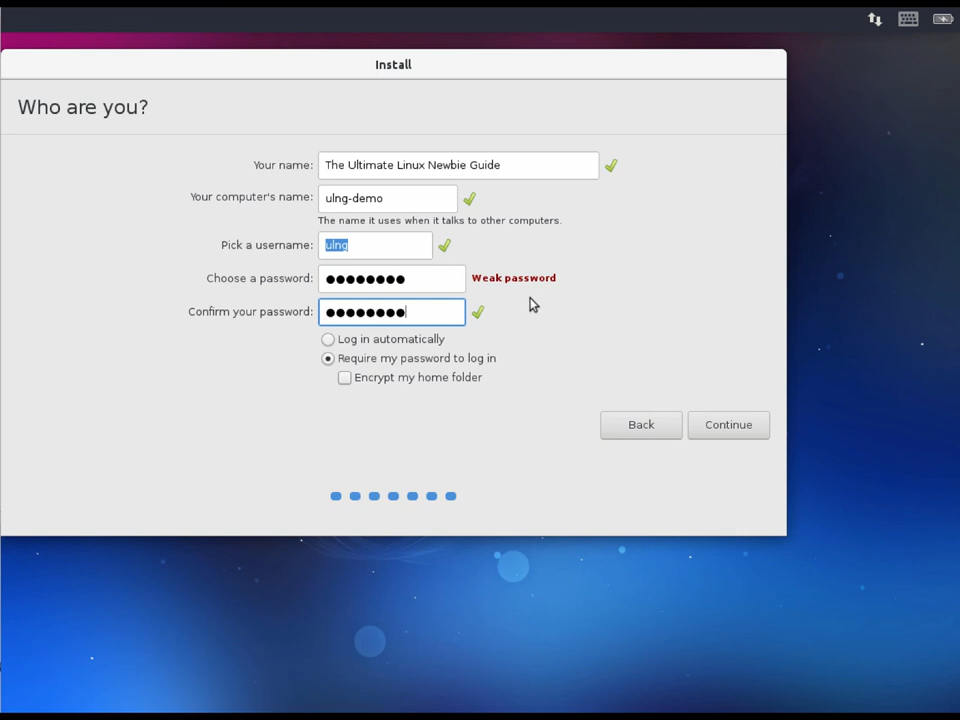 Install
Who are you?
Your name: The Ultimate Linux Newbie Guide
Your computer's name: ulng-demo
The name it uses when it talks to other computers.
Pick a username: ulng
Choose a password: ●●●●●●●● Weak password
Confirm your password: ●●●●●●●●
Log in automatically
Require my password to log in
Encrypt my home folder
Back Continue